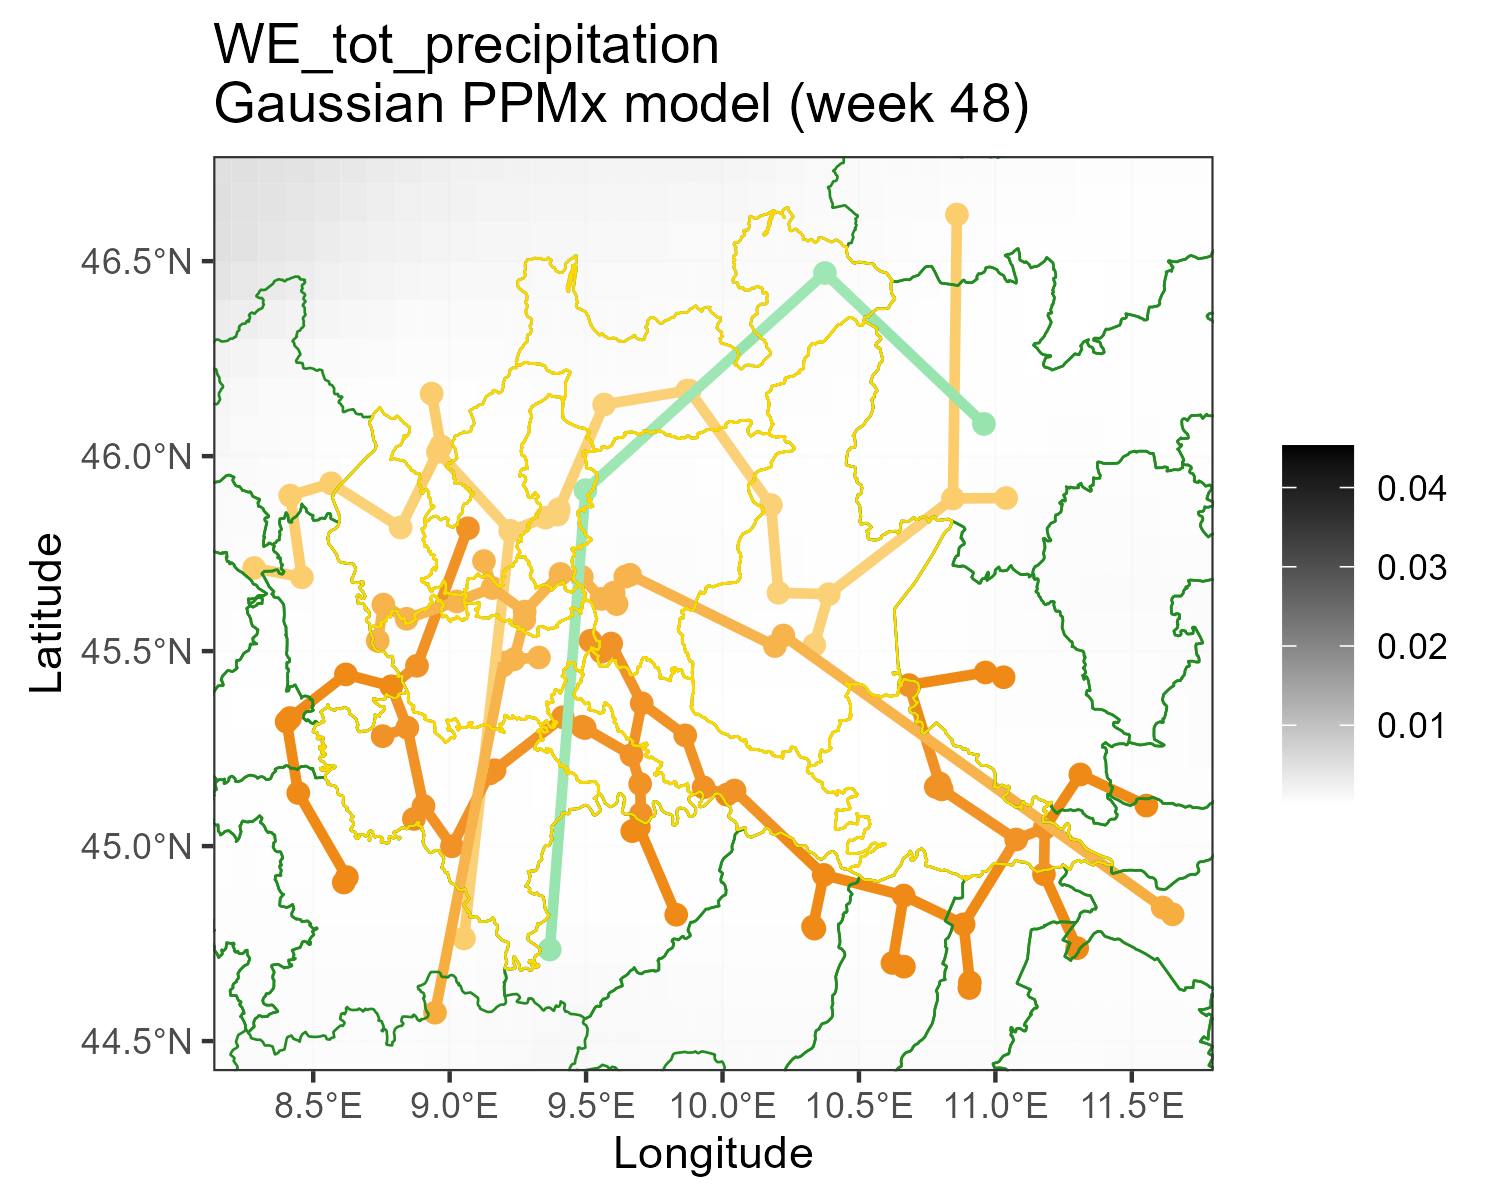 WE_tot_precipitation
Gaussian PPMx model (week 48)
46.5°N
46.0°N
45.5°N
45.0°N
44.5°N
Latitude
8.5°E 9.0°E 9.5°E 10.0°E 10.5°E 11.0°E 11.5°E
Longitude
0.04
0.03
0.02
0.01